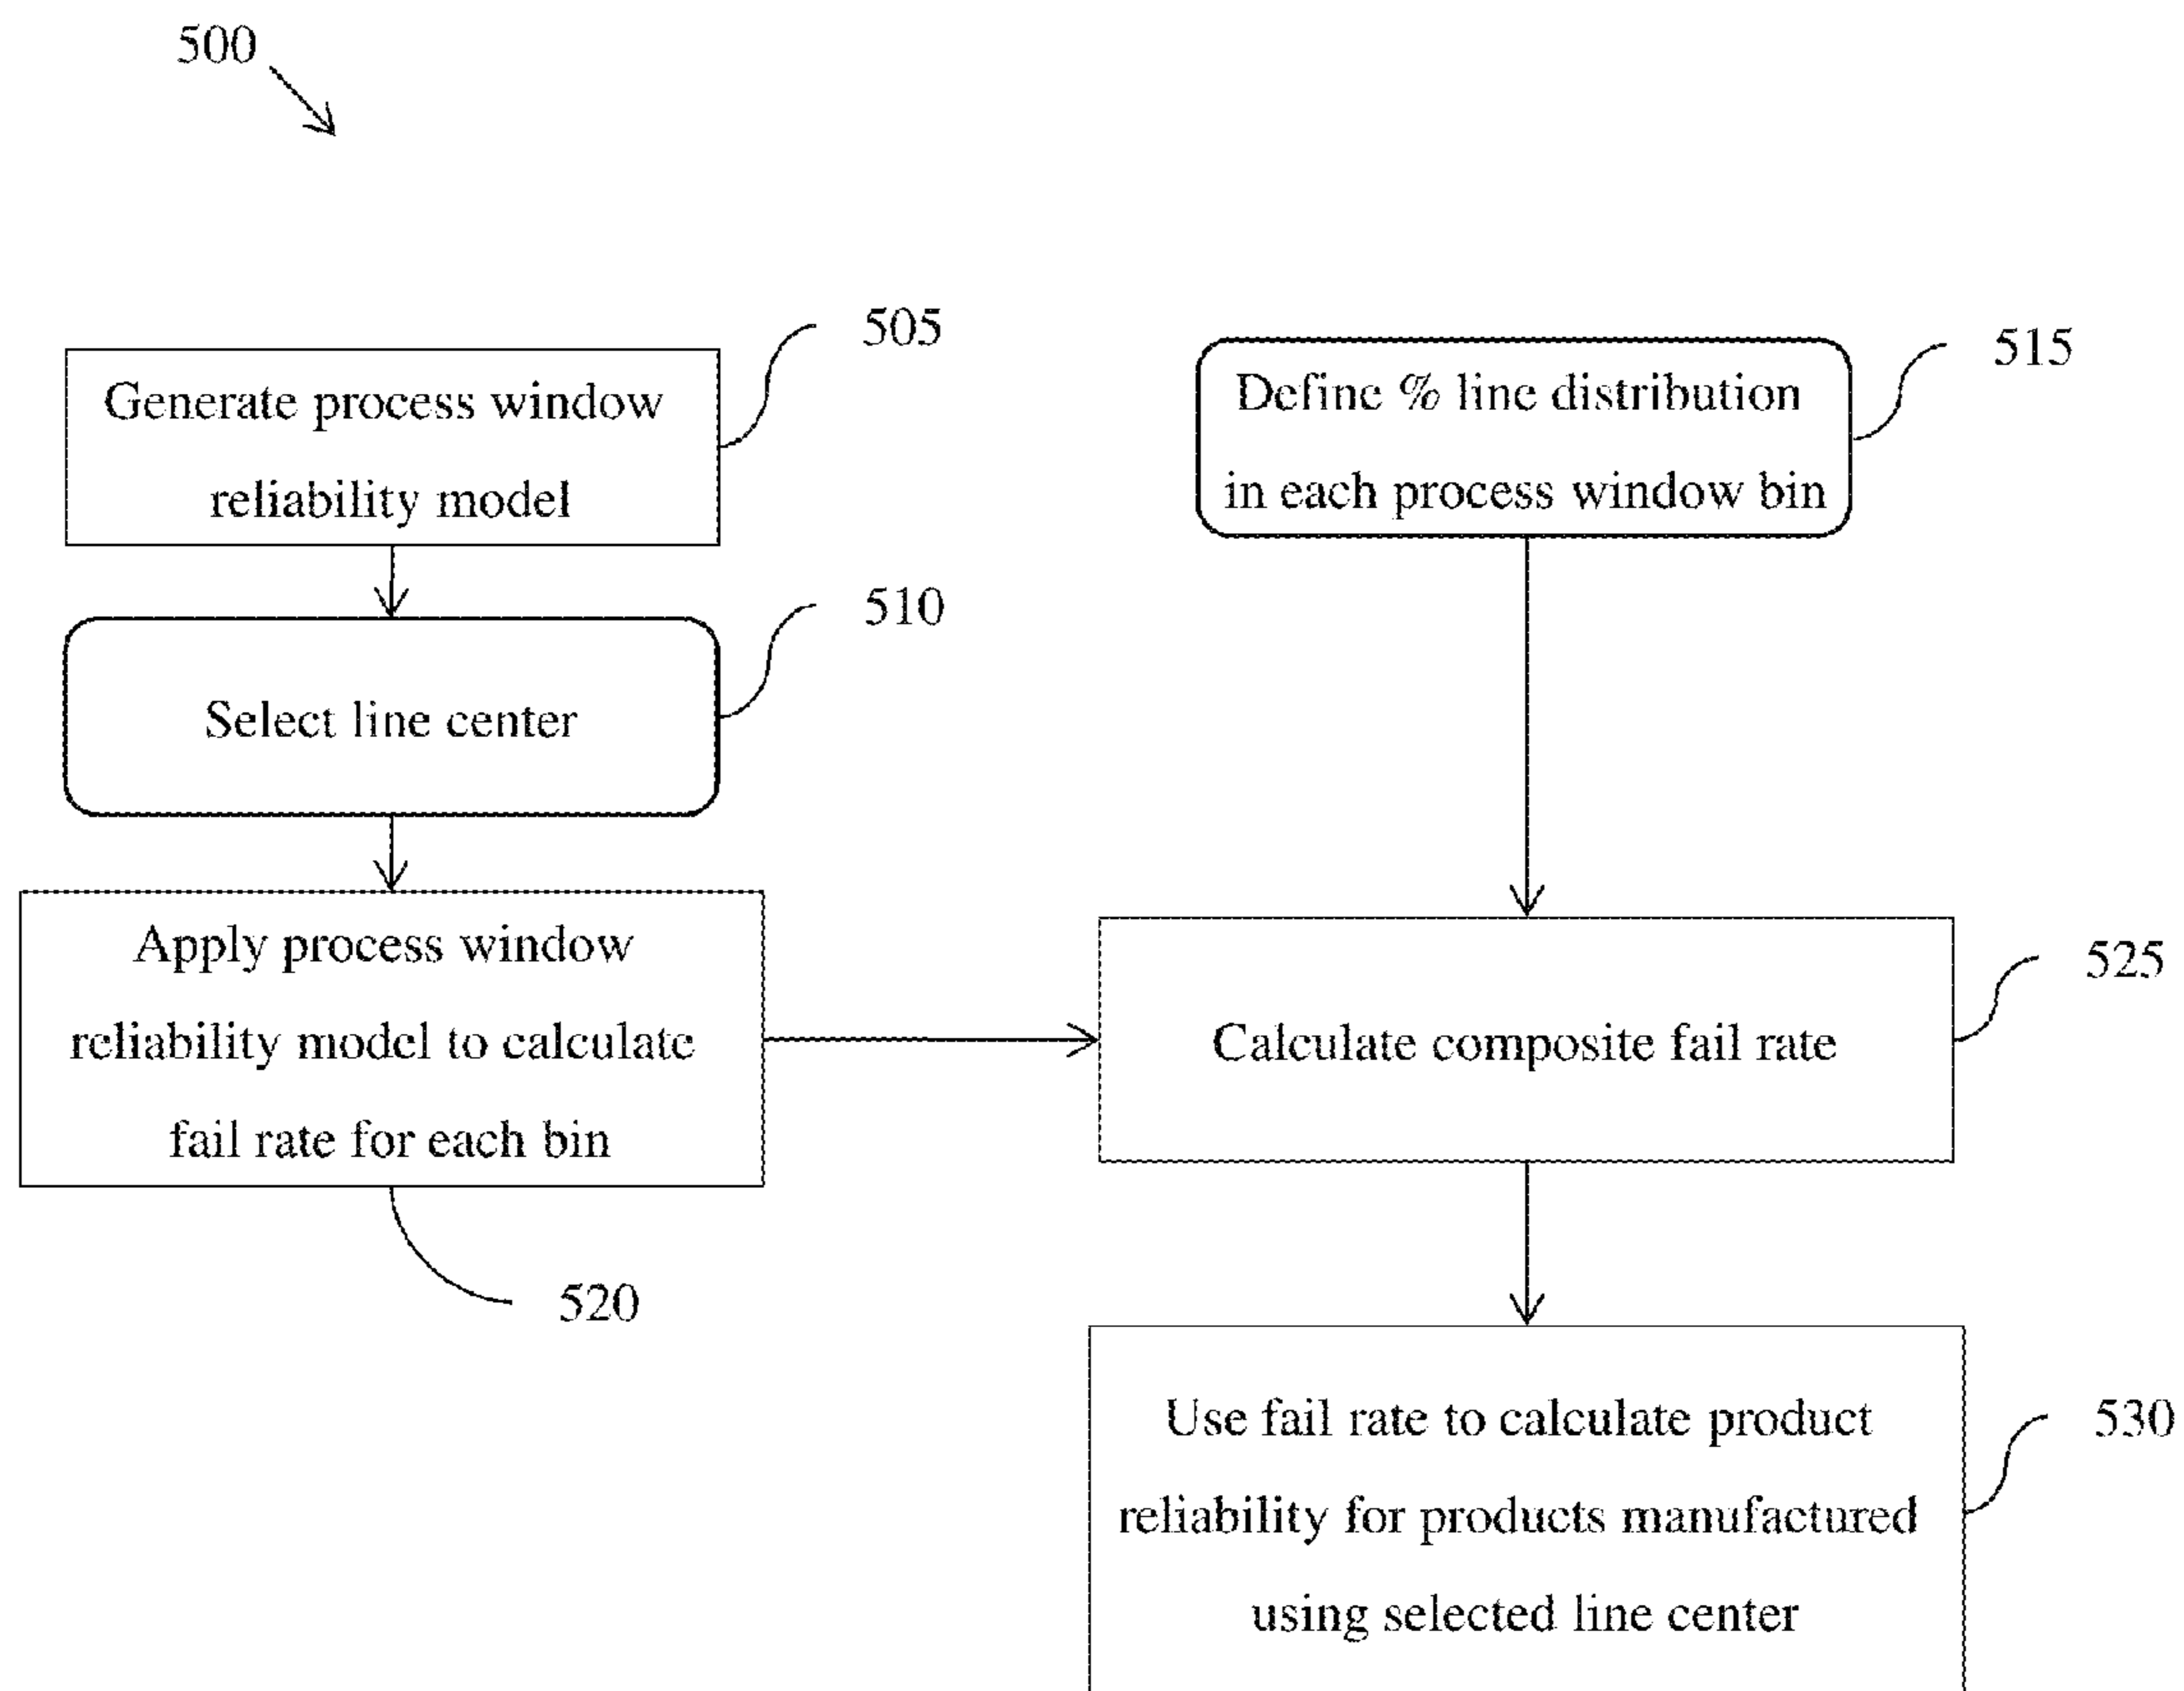 500
505
Generate process window
reliability model
515
Define % line distribution
in each process window bin
510
Select line center
Apply process window
reliability model to calculate
fail rate for each bin
520
525
Calculate composite fail rate
530
Use fail rate to calculate product
reliability for products manufactured
using selected line center